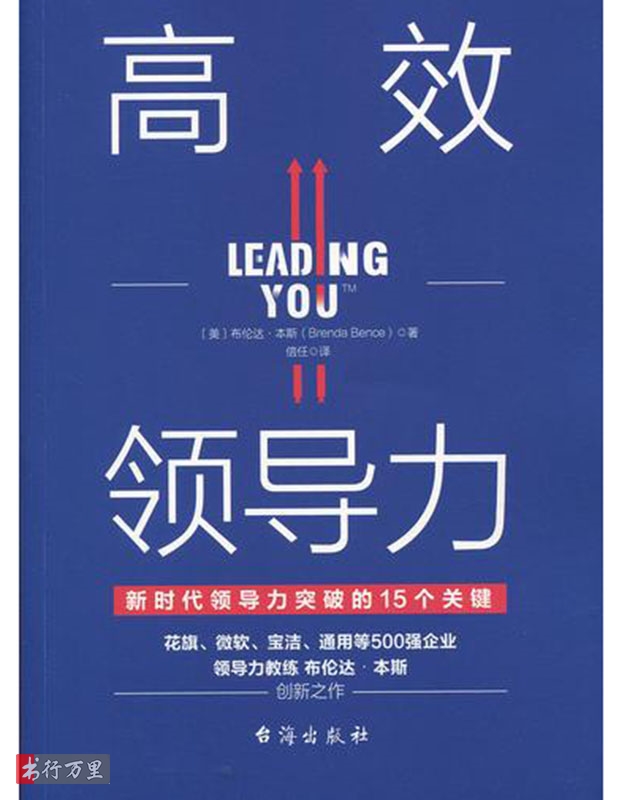 高效
LEADING
YOU™
[美]布伦达·本斯(Brenda Bence)◎著
信任◎译
领导力
新时代领导力突破的15个关键
花旗、微软、宝洁、通用等500强企业
领导力教练 布伦达·本斯
创新之作
台海出版社
书行万里